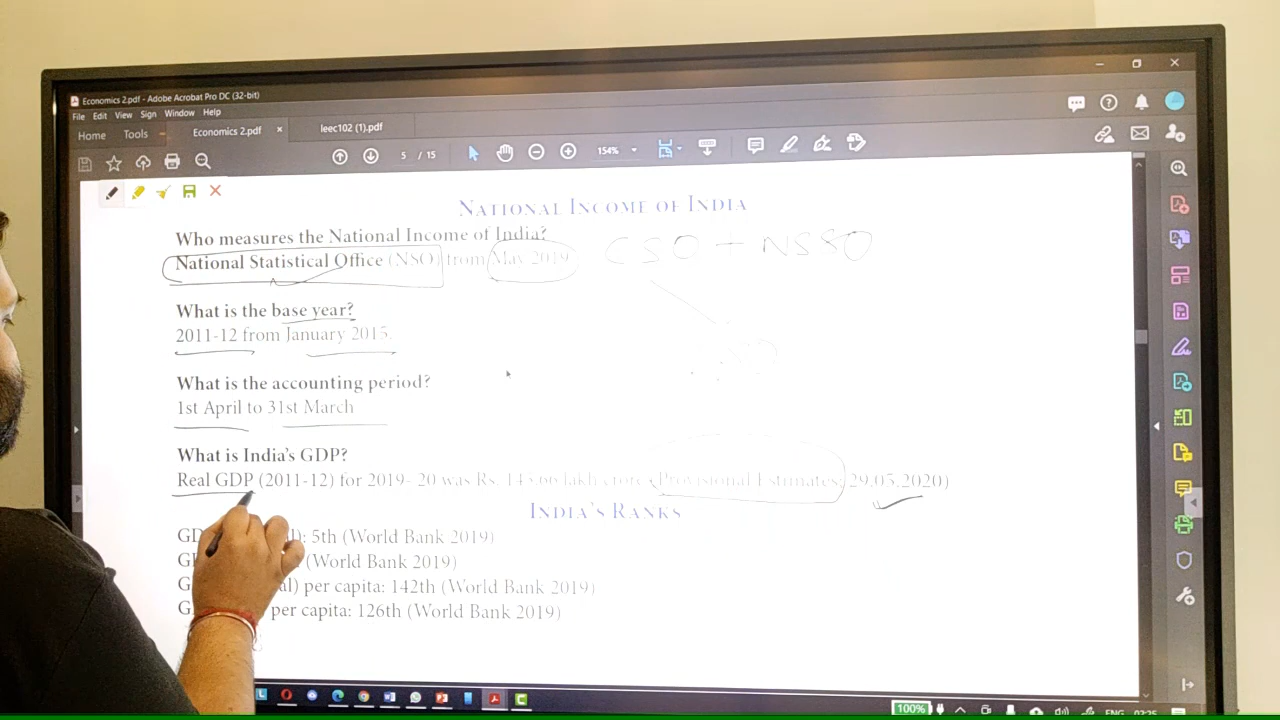 Economics 2.pdf - Adobe Acrobat Pro DC (32-bit)
File Edit View Sign Window Help
Home Tools Economics 2.pdf × leec102 (1).pdf
5 / 15 154%
NATIONAL INCOME OF INDIA
Who measures the National Income of India?
National Statistical Office (NSO) from May 2019 CSO + NSSO
What is the base year?
2011-12 from January 2015
What is the accounting period?
1st April to 31st March
What is India's GDP?
Real GDP (2011-12) for 2019- 20 was Rs. lakh crore (Provisional Estimates, 29.05.2020)
INDIA'S RANKS
5th (World Bank 2019)
(World Bank 2019)
per capita: 142th (World Bank 2019)
per capita: 126th (World Bank 2019)
100% ENG